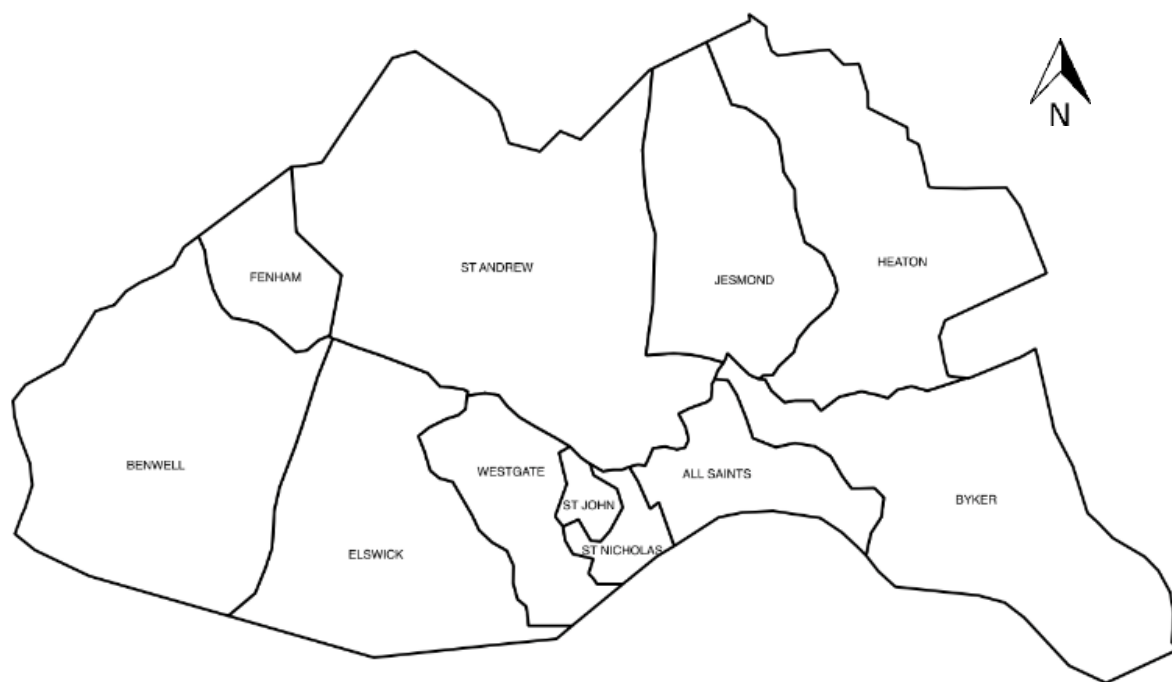 N
HEATON
ST ANDREW
FENHAM
JESMOND
BENWELL
WESTGATE
ALL SAINTS
BYKER
ST JOHN
ELSWICK
ST NICHOLAS